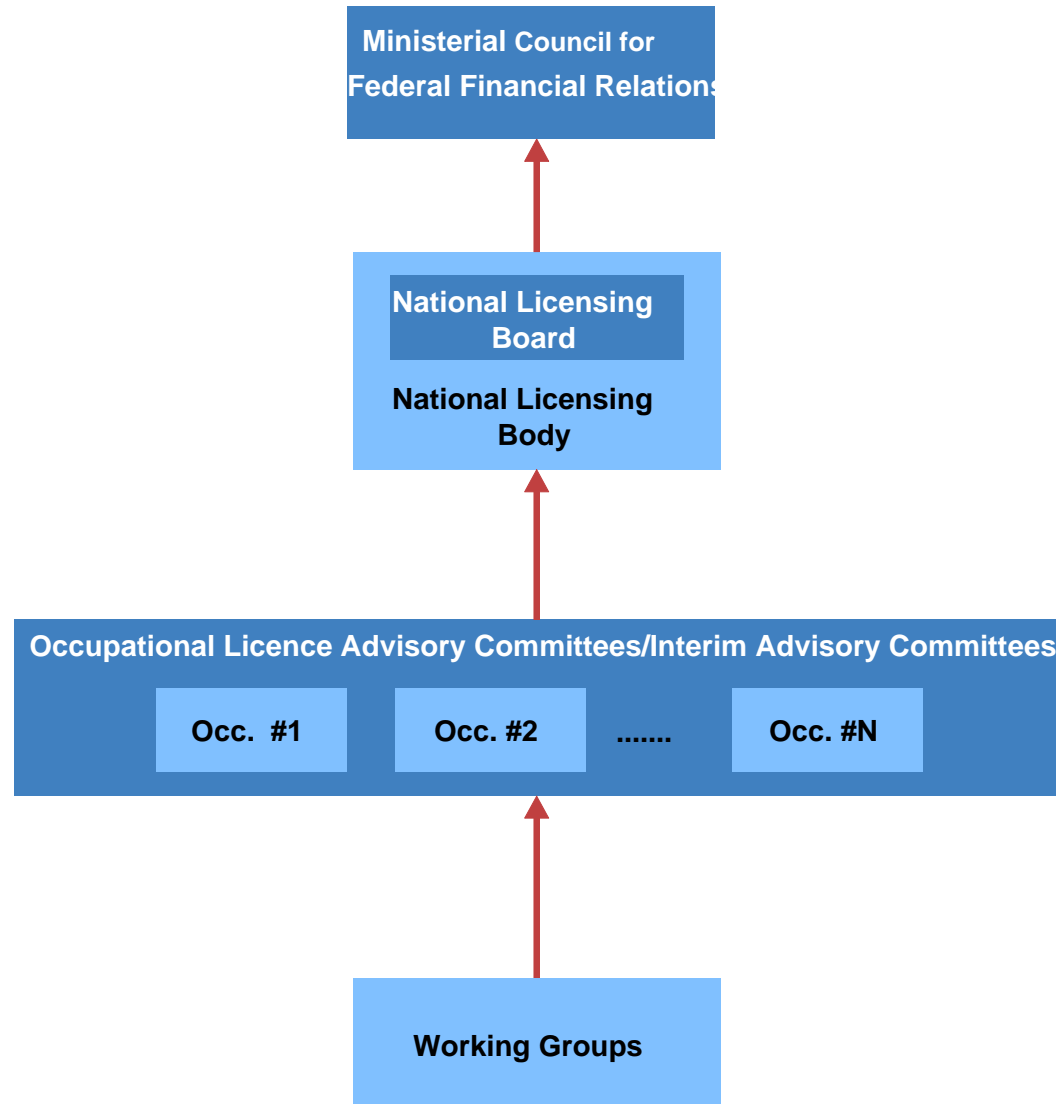 Ministerial Council for
Federal Financial Relations
National Licensing
Board
National Licensing
Body
Occupational Licence Advisory Committees/Interim Advisory Committees
Occ. #1 Occ. #2 ....... Occ. #N
Working Groups